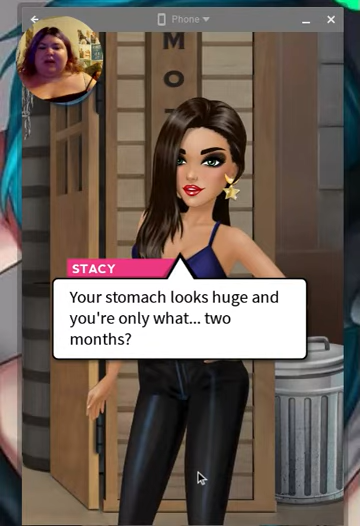 Phone
M
O
T
STACY
Your stomach looks huge and
you're only what... two
months?